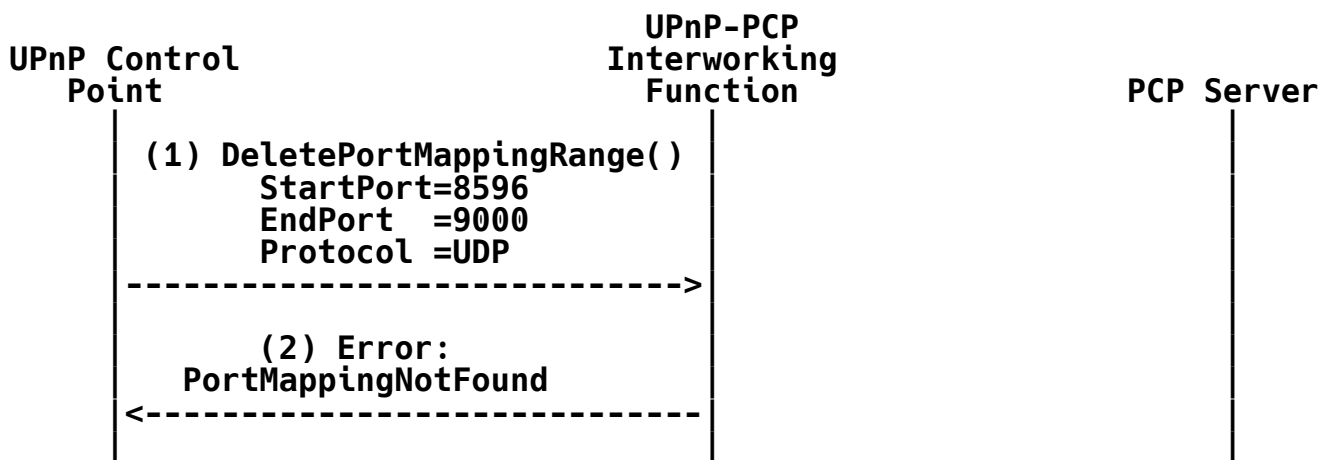 UPnP-PCP
UPnP Control Interworking
Point Function PCP Server
(1) DeletePortMappingRange()
StartPort=8596
EndPort =9000
Protocol =UDP
(2) Error:
PortMappingNotFound